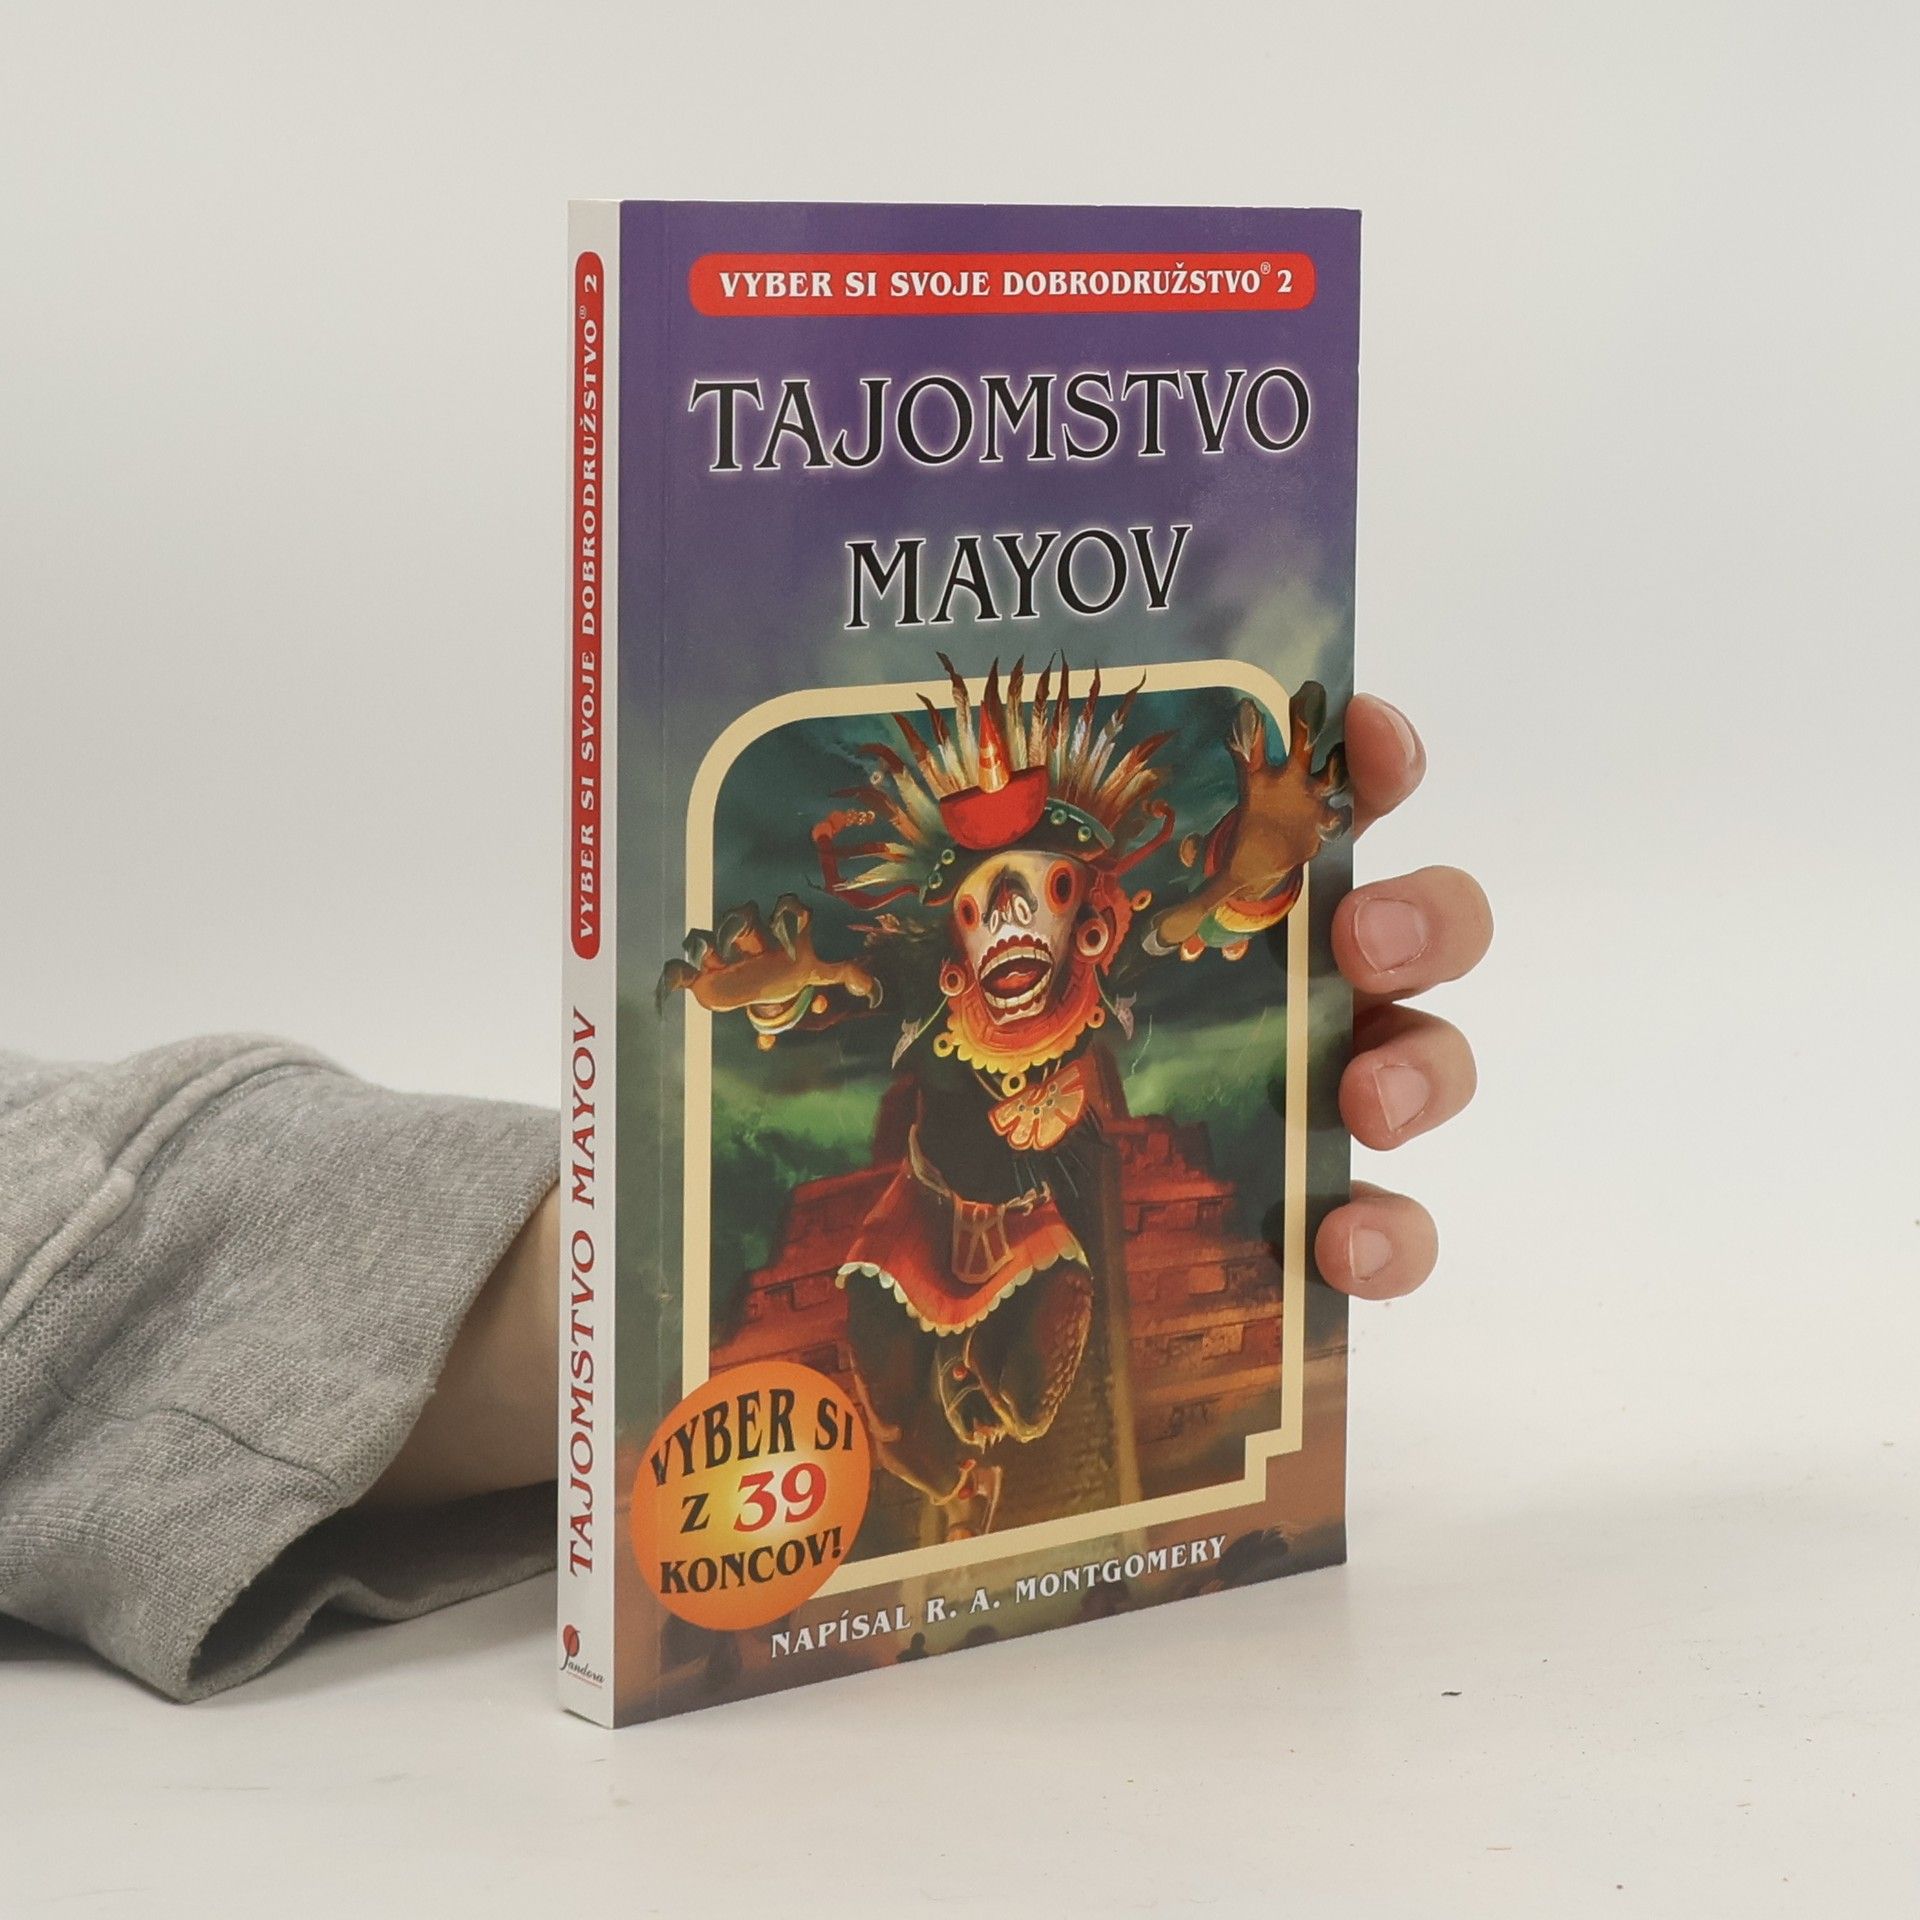 VYBER SI SVOJE DOBRODRUŽSTVO® 2
TAJOMSTVO
MAYOV
VYBER SI
Z 39
KONCOV!
NAPÍSAL R. A. MONTGOMERY
VYBER SI SVOJE DOBRODRUŽSTVO® 2
TAJOMSTVO MAYOV
Pandora